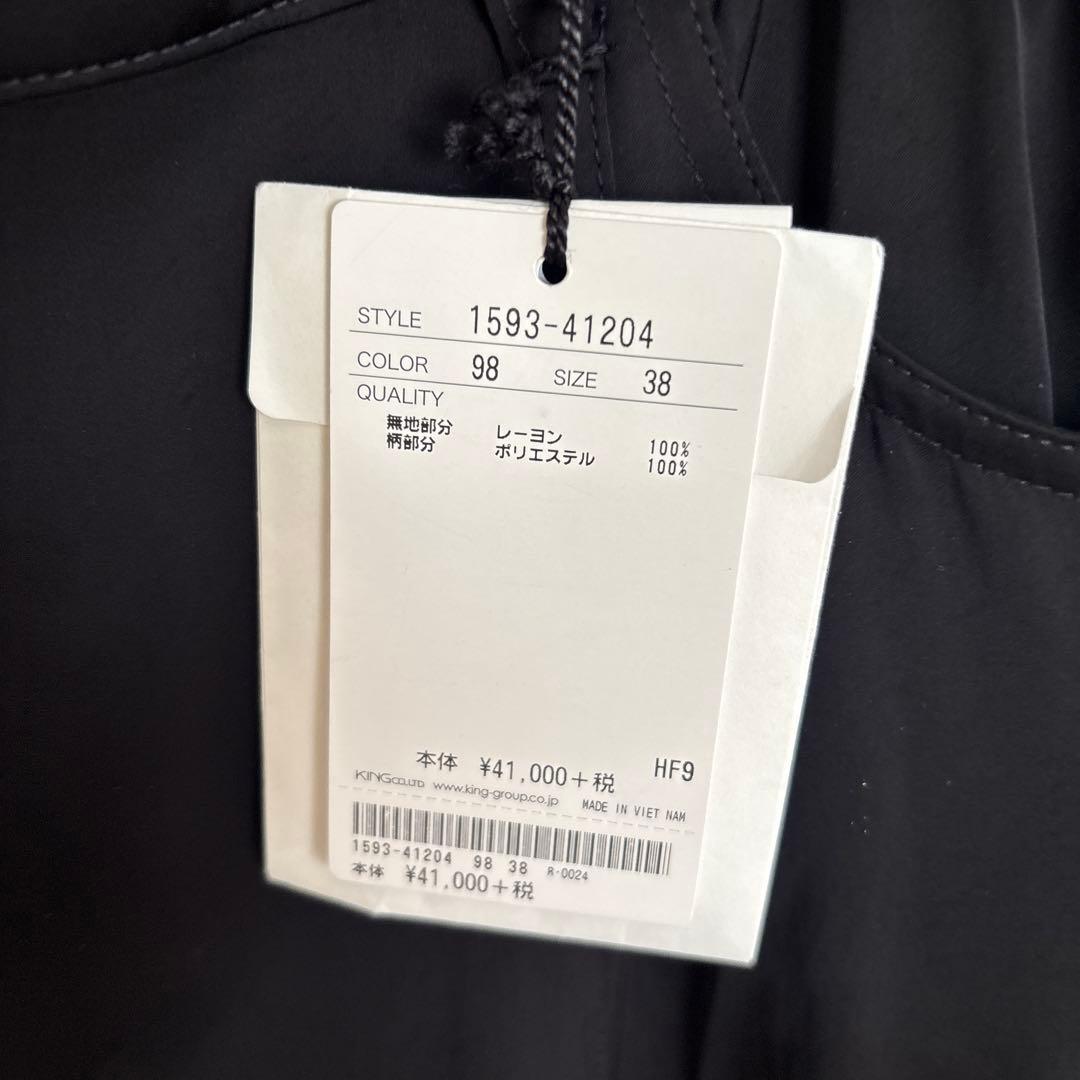 STYLE 1593-41204
COLOR 98 SIZE 38
QUALITY
無地部分 レーヨン 100%
柄部分 ポリエステル 100%
本体 ¥41,000+税 HF9
KING CO.LTD www.king-group.co.jp MADE IN VIET NAM
1593-41204 98 38 R-0024
本体 ¥41,000+税